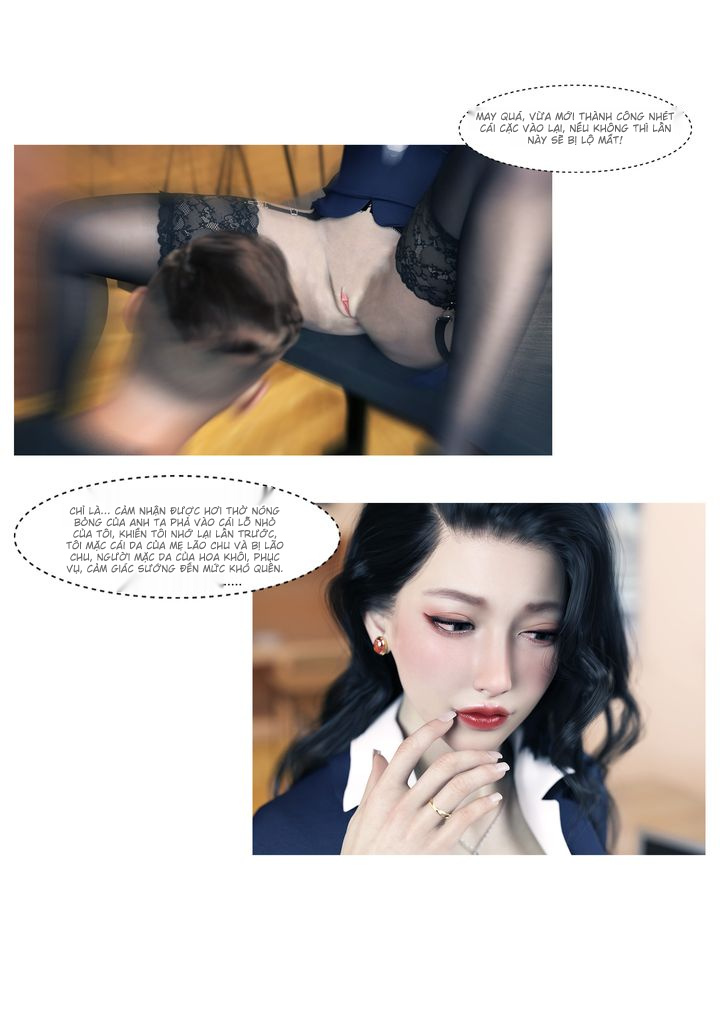 MAY QUÁ, VỪA MỚI THÀNH CÔNG NHÉT
CÁI CẶC VÀO LẠI, NẾU KHÔNG THÌ LẦN
NÀY SẼ BỊ LỘ MẤT!
CHỈ LÀ... CẢM NHẬN ĐƯỢC HƠI THỞ NÓNG
BỎNG CỦA ANH TA PHẢ VÀO CÁI LỖ NHỎ
CỦA TÔI, KHIẾN TÔI NHỚ LẠI LẦN TRƯỚC,
TÔI MẶC CÁI DA CỦA MẸ LÃO CHU VÀ BỊ LÃO
CHU, NGƯỜI MẶC DA CỦA HOA KHÔI, PHỤC
VỤ, CẢM GIÁC SƯỚNG ĐẾN MỨC KHÓ QUÊN.
.....